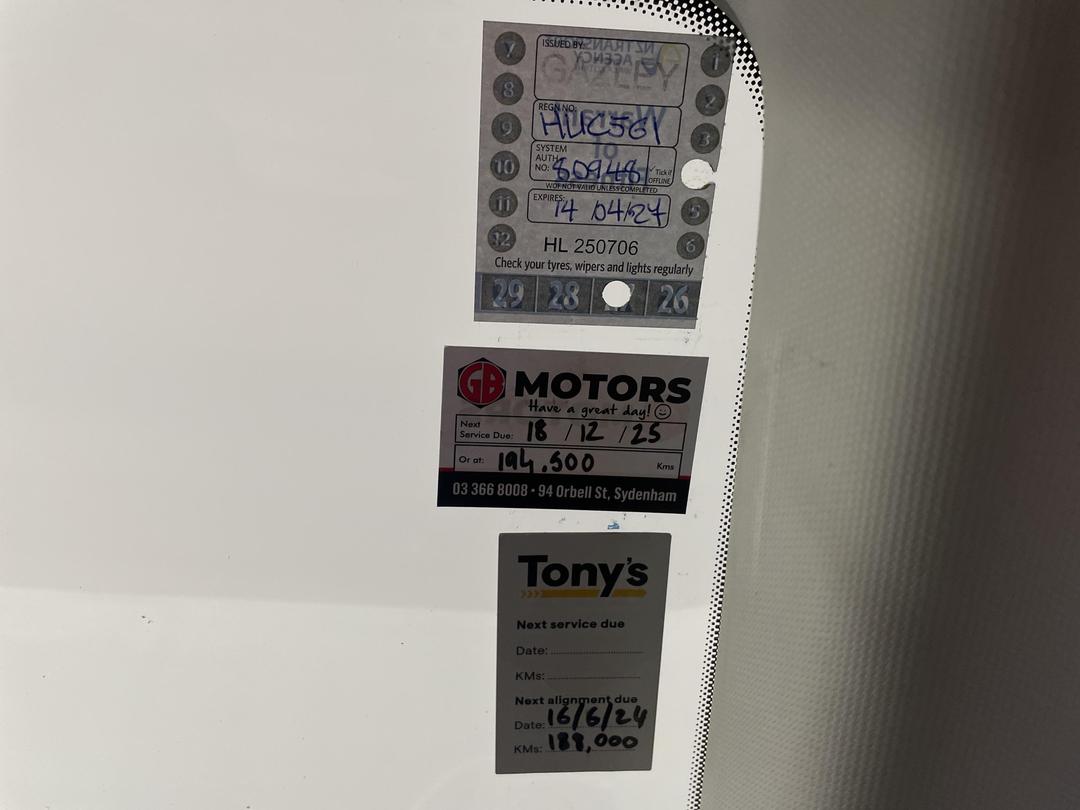 ISSUED BY:
REGN NO:
HUC561
SYSTEM
AUTH
NO: 80948
✓ Tick if
OFFLINE
WOF NOT VALID UNLESS COMPLETED
EXPIRES: 14/04/27
HL 250706
Check your tyres, wipers and lights regularly
8
9
10
11
12
1
2
3
5
6
29 28 26
GB MOTORS
Have a great day!
Next
Service Due: 18 / 12 / 25
Or at: 194,500 Kms
03 366 8008 • 94 Orbell St, Sydenham
Tony's
Next service due
Date:
KMs:
Next alignment due
Date: 16/6/24
KMs: 188,000